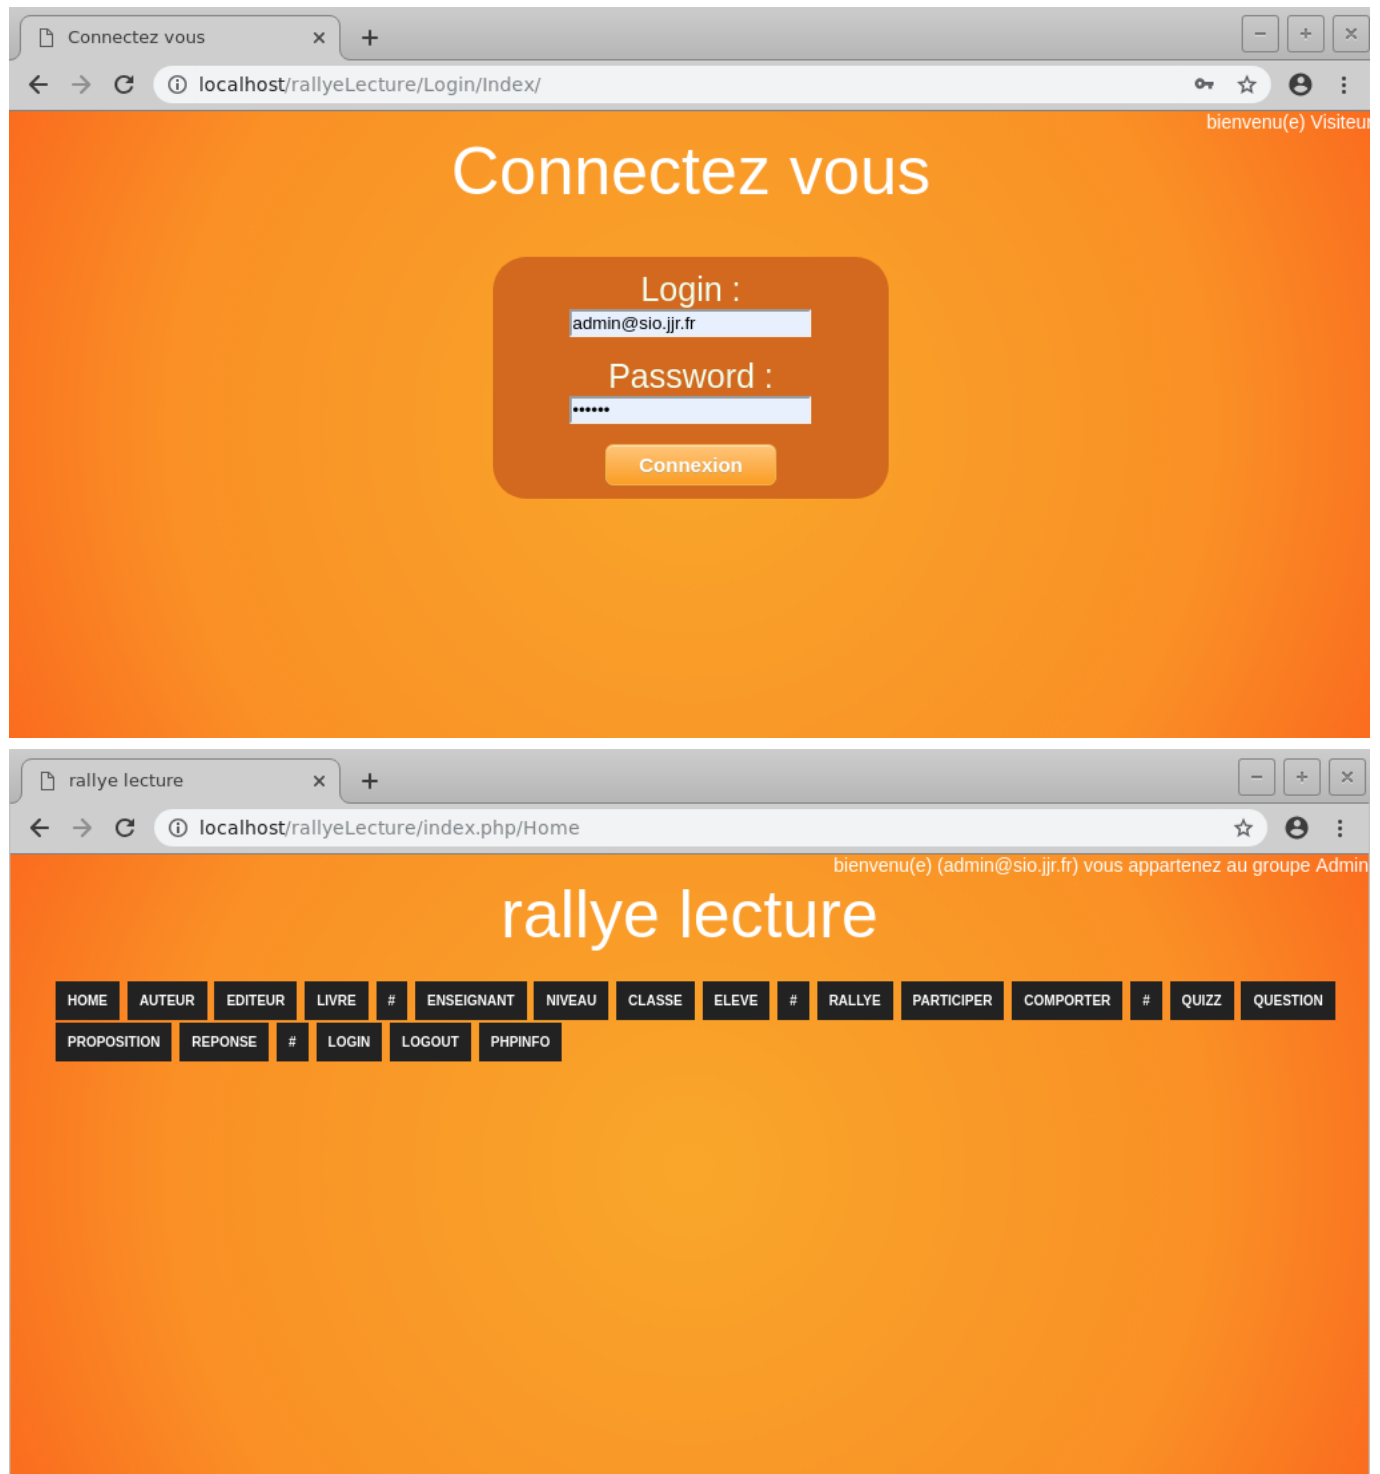 Connectez vous
localhost/rallyeLecture/Login/Index/
bienvenu(e) Visiteur
Connectez vous
Login :
admin@sio.jjr.fr
Password :
••••••
Connexion
rallye lecture
localhost/rallyeLecture/index.php/Home
bienvenu(e) (admin@sio.jjr.fr) vous appartenez au groupe Admin
rallye lecture
HOME AUTEUR EDITEUR LIVRE # ENSEIGNANT NIVEAU CLASSE ELEVE # RALLYE PARTICIPER COMPORTER # QUIZZ QUESTION
PROPOSITION REPONSE # LOGIN LOGOUT PHPINFO